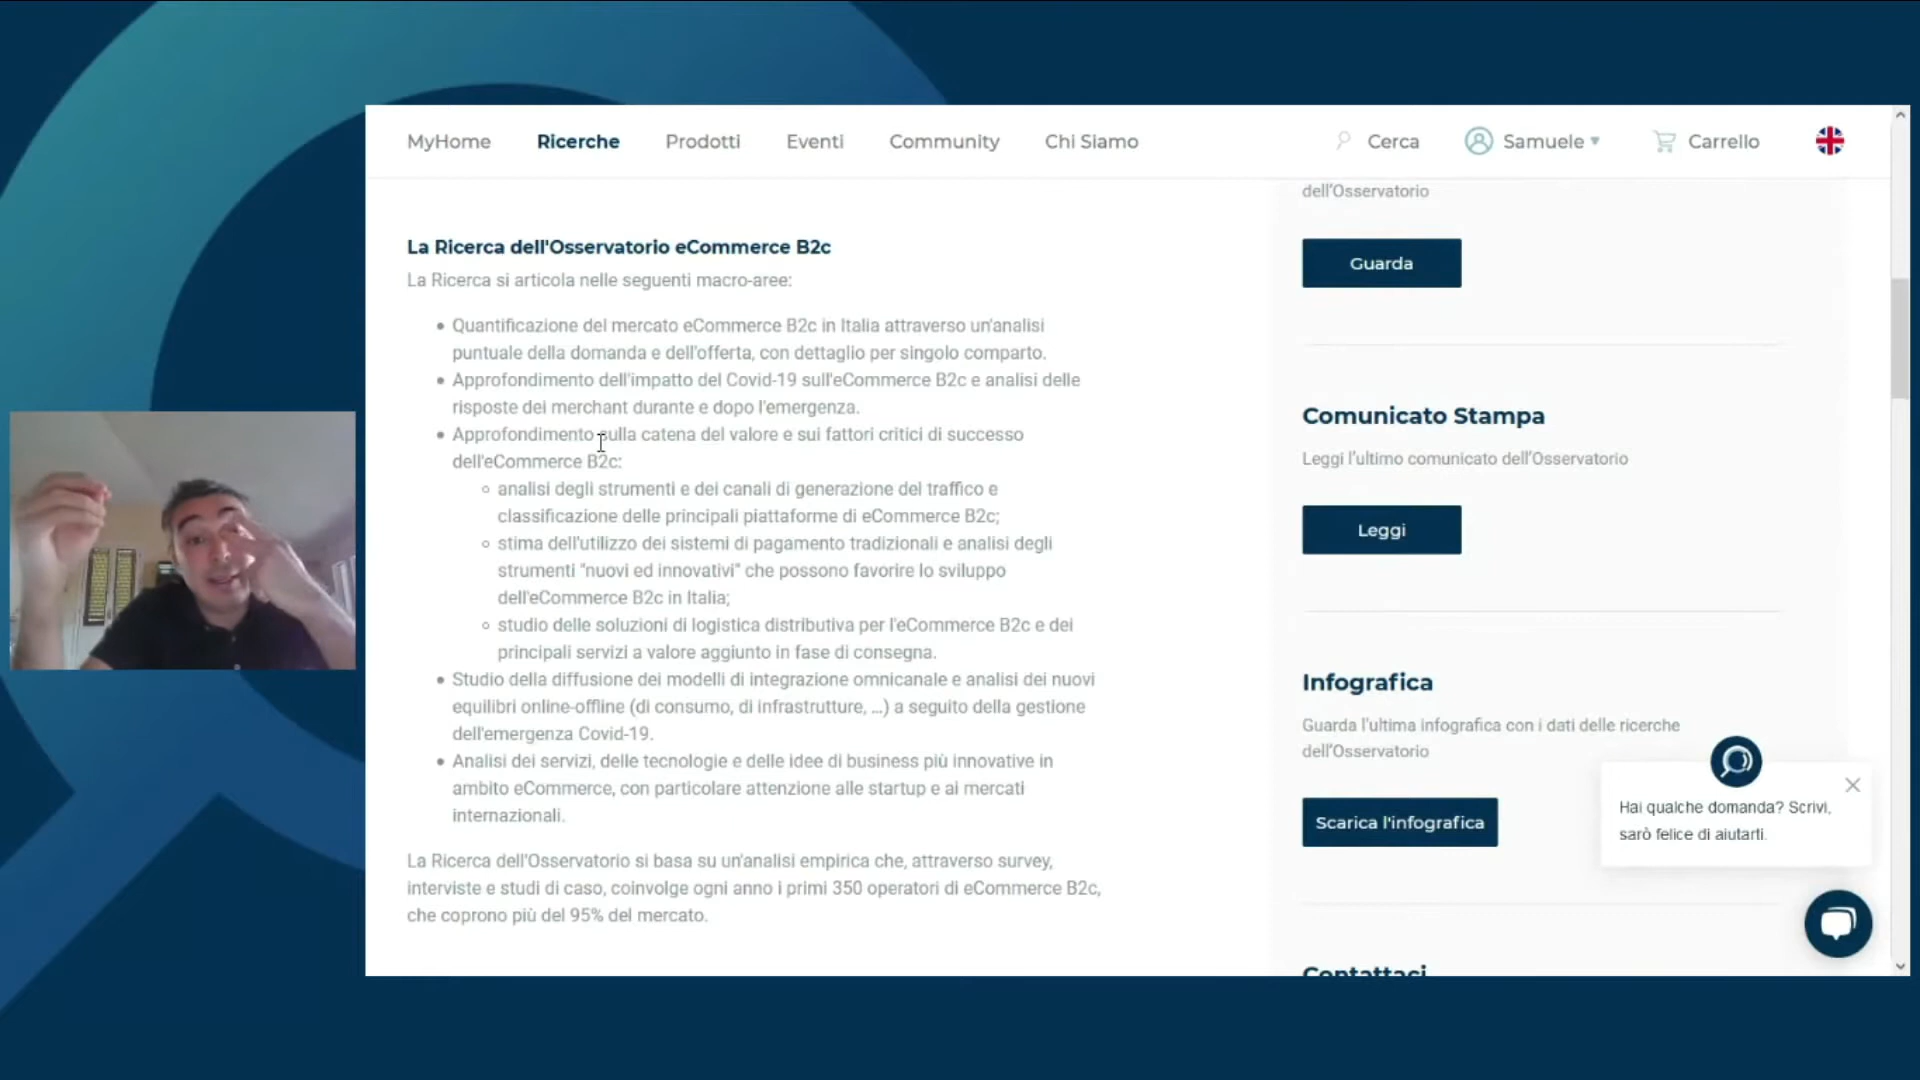 MyHome Ricerche Prodotti Eventi Community Chi Siamo Cerca Samuele Carrello
La Ricerca dell'Osservatorio eCommerce B2c
La Ricerca si articola nelle seguenti macro-aree:
Quantificazione del mercato eCommerce B2c in Italia attraverso un'analisi
puntuale della domanda e dell'offerta, con dettaglio per singolo comparto.
Approfondimento dell'impatto del Covid-19 sull'eCommerce B2c e analisi delle
risposte dei merchant durante e dopo l'emergenza.
Approfondimento sulla catena del valore e sui fattori critici di successo
dell'eCommerce B2c:
analisi degli strumenti e dei canali di generazione del traffico e
classificazione delle principali piattaforme di eCommerce B2c;
stima dell'utilizzo dei sistemi di pagamento tradizionali e analisi degli
strumenti "nuovi ed innovativi" che possono favorire lo sviluppo
dell'eCommerce B2c in Italia;
studio delle soluzioni di logistica distributiva per l'eCommerce B2c e dei
principali servizi a valore aggiunto in fase di consegna.
Studio della diffusione dei modelli di integrazione omnicanale e analisi dei nuovi
equilibri online-offline (di consumo, di infrastrutture, ...) a seguito della gestione
dell'emergenza Covid-19.
Analisi dei servizi, delle tecnologie e delle idee di business più innovative in
ambito eCommerce, con particolare attenzione alle startup e ai mercati
internazionali.
La Ricerca dell'Osservatorio si basa su un'analisi empirica che, attraverso survey,
interviste e studi di caso, coinvolge ogni anno i primi 350 operatori di eCommerce B2c,
che coprono più del 95% del mercato.
dell'Osservatorio
Guarda
Comunicato Stampa
Leggi l'ultimo comunicato dell'Osservatorio
Leggi
Infografica
Guarda l'ultima infografica con i dati delle ricerche
dell'Osservatorio
Scarica l'infografica
Hai qualche domanda? Scrivi,
sarò felice di aiutarti.
Contattaci